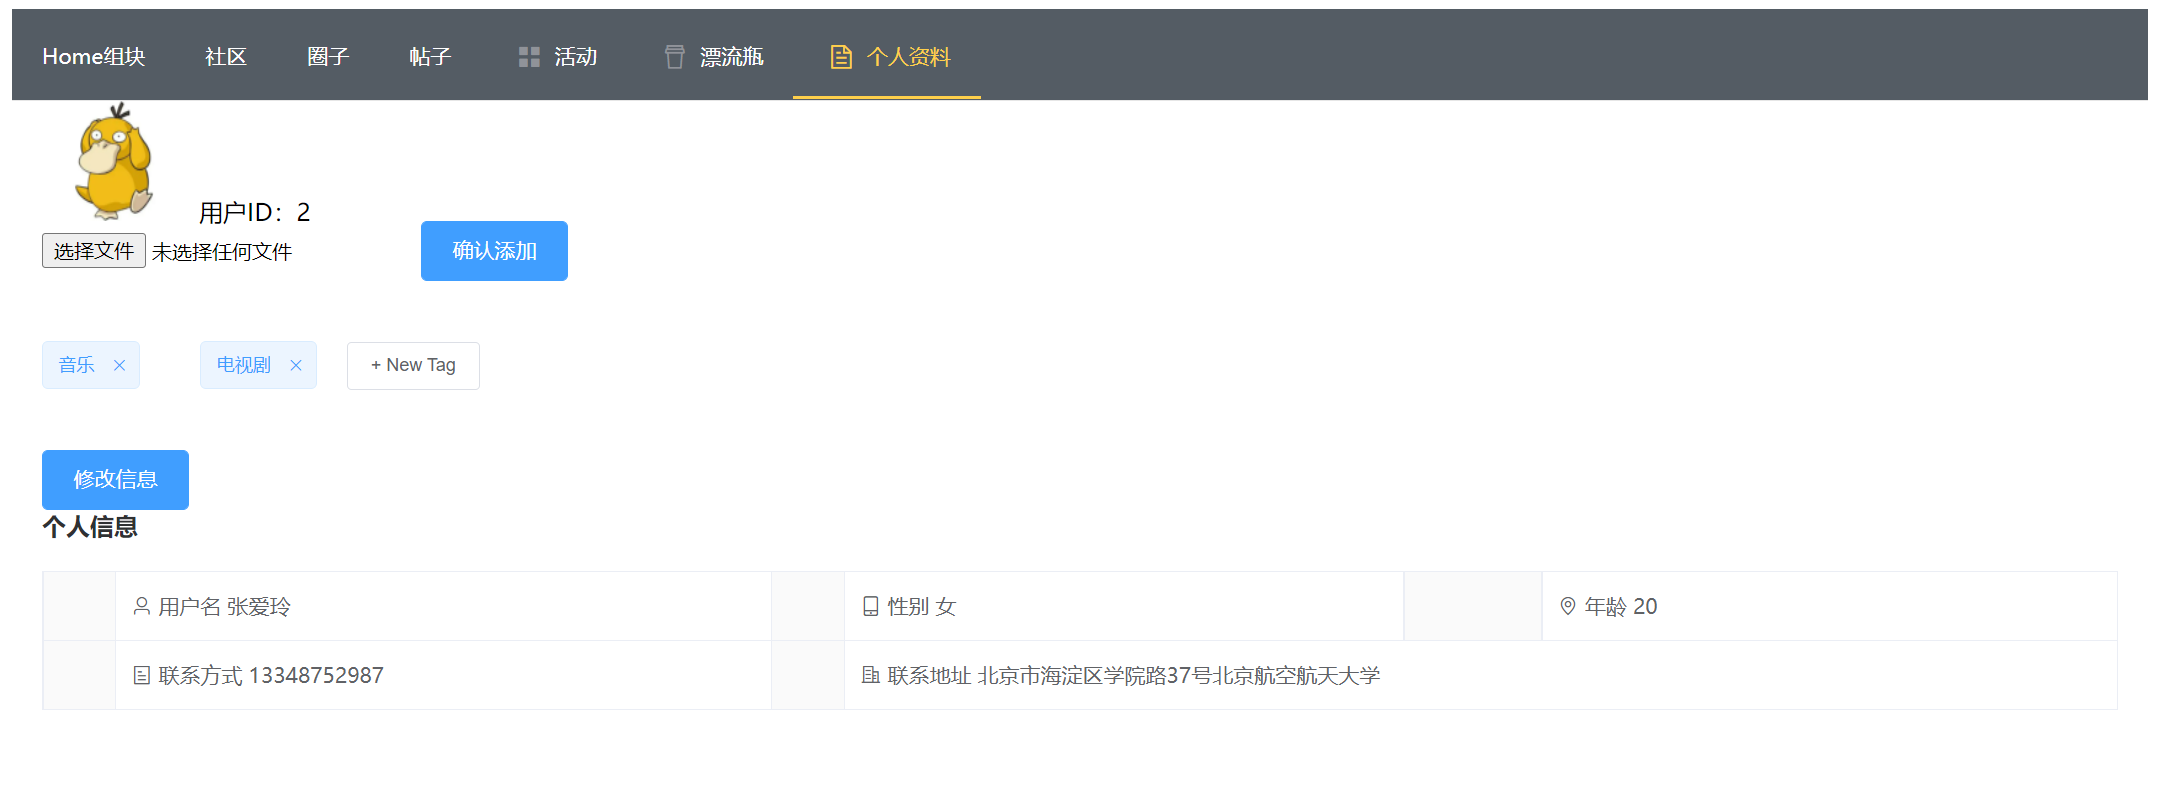 Home组块 社区 圈子 帖子 活动 漂流瓶 个人资料
用户ID：2
选择文件 未选择任何文件 确认添加
音乐 电视剧 + New Tag
修改信息
个人信息
用户名 张爱玲 性别 女 年龄 20
联系方式 13348752987 联系地址 北京市海淀区学院路37号北京航空航天大学